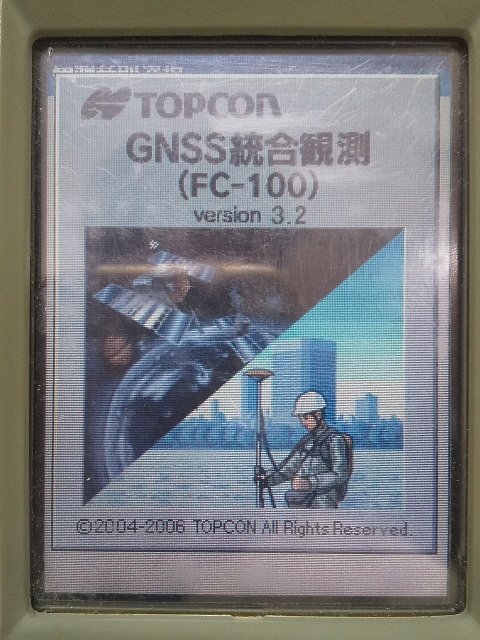 TOPCON
GNSS統合観測
(FC-100)
version 3.2
©2004-2006 TOPCON All Rights Reserved.